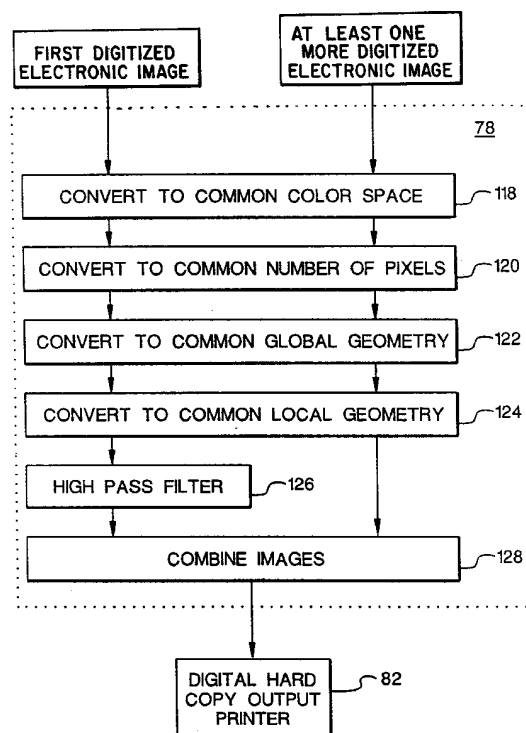 FIRST DIGITIZED
ELECTRONIC IMAGE
AT LEAST ONE
MORE DIGITIZED
ELECTRONIC IMAGE
78
CONVERT TO COMMON COLOR SPACE
118
CONVERT TO COMMON NUMBER OF PIXELS
120
CONVERT TO COMMON GLOBAL GEOMETRY
122
CONVERT TO COMMON LOCAL GEOMETRY
124
HIGH PASS FILTER
126
COMBINE IMAGES
128
DIGITAL HARD
COPY OUTPUT
PRINTER
82